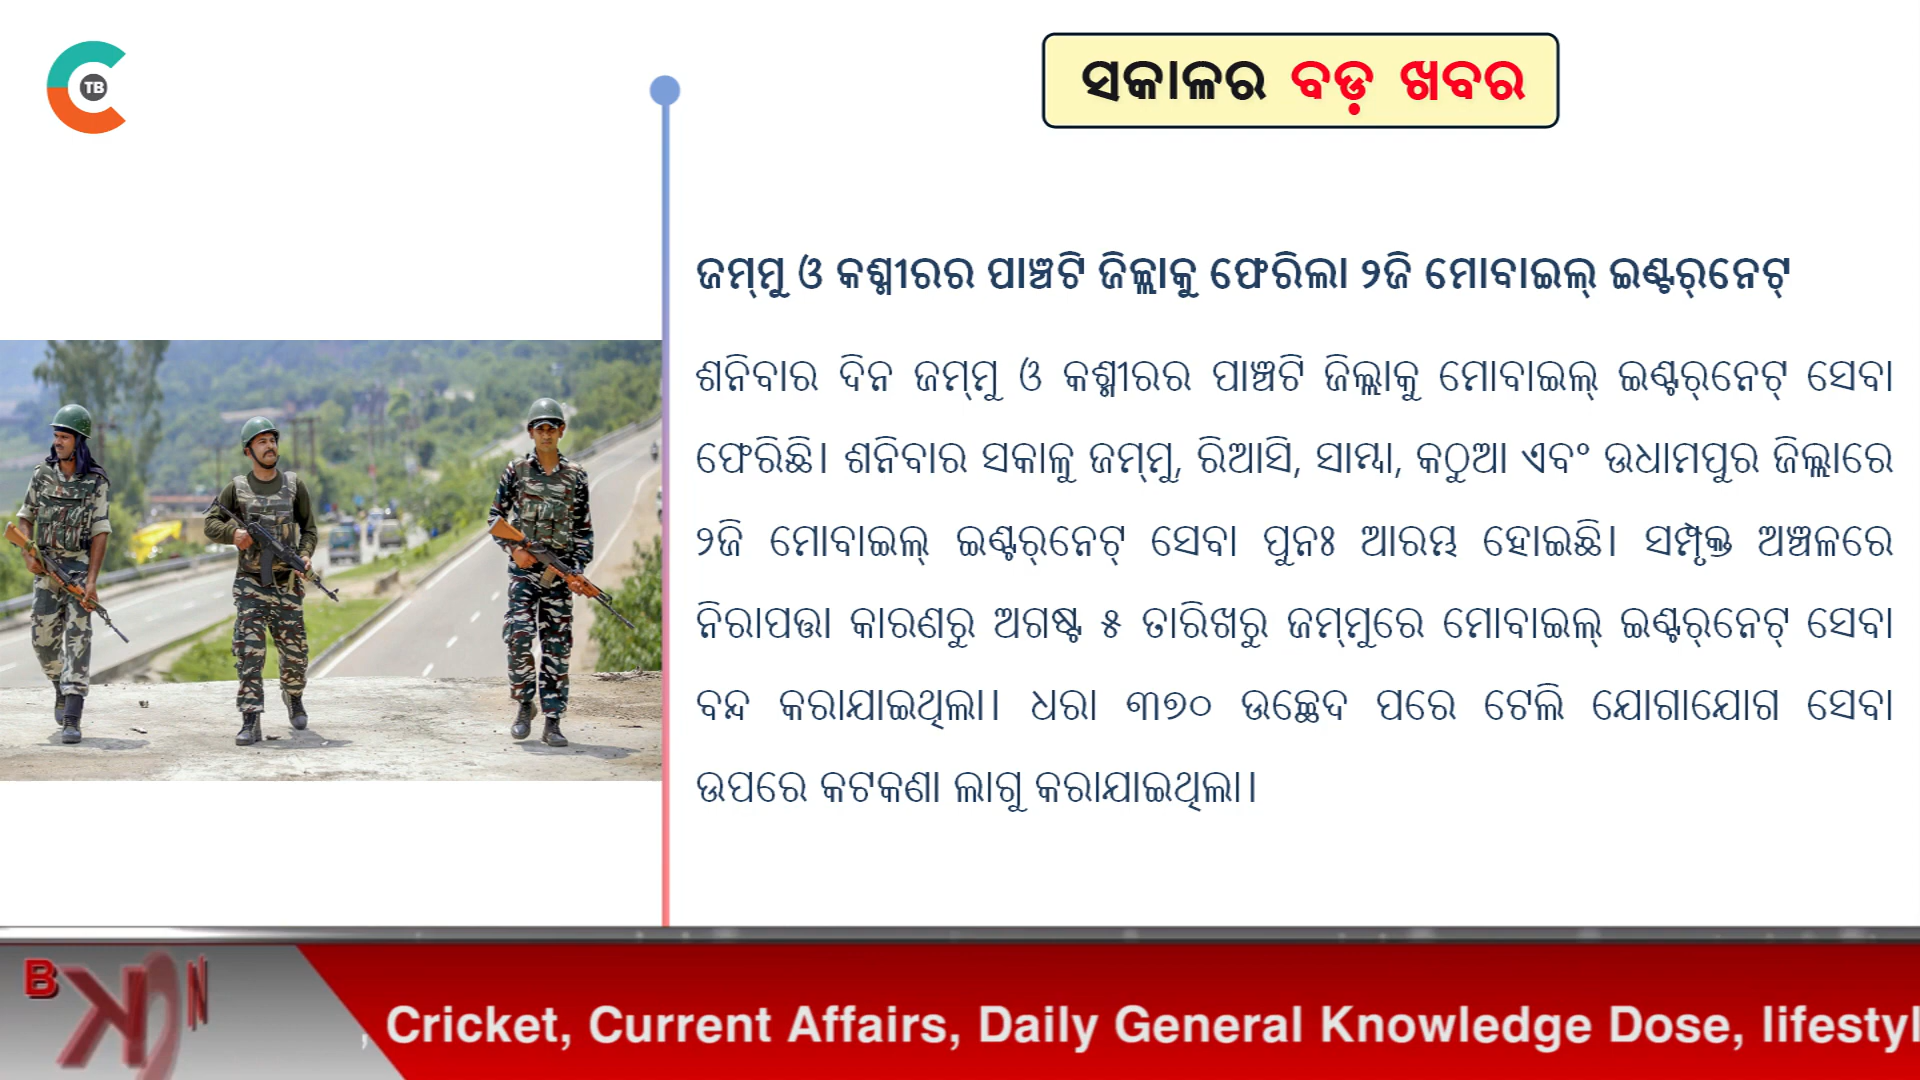 TB
ସକାଳର ବଡ଼ ଖବର
ଜମ୍ମୁ ଓ କଶ୍ମୀରର ପାଞ୍ଚଟି ଜିଲ୍ଲାକୁ ଫେରିଲା ୨ଜି ମୋବାଇଲ୍ ଇଣ୍ଟର୍‌ନେଟ୍
ଶନିବାର ଦିନ ଜମ୍ମୁ ଓ କଶ୍ମୀରର ପାଞ୍ଚଟି ଜିଲ୍ଲାକୁ ମୋବାଇଲ୍ ଇଣ୍ଟର୍‌ନେଟ୍ ସେବା
ଫେରିଛି। ଶନିବାର ସକାଳୁ ଜମ୍ମୁ, ରିଆସି, ସାମ୍ବା, କଠୁଆ ଏବଂ ଉଧାମପୁର ଜିଲ୍ଲାରେ
୨ଜି ମୋବାଇଲ୍ ଇଣ୍ଟର୍‌ନେଟ୍ ସେବା ପୁନଃ ଆରମ୍ଭ ହୋଇଛି। ସମ୍ପୃକ୍ତ ଅଞ୍ଚଳରେ
ନିରାପତ୍ତା କାରଣରୁ ଅଗଷ୍ଟ ୫ ତାରିଖରୁ ଜମ୍ମୁରେ ମୋବାଇଲ୍ ଇଣ୍ଟର୍‌ନେଟ୍ ସେବା
ବନ୍ଦ କରାଯାଇଥିଲା। ଧରା ୩୭୦ ଉଚ୍ଛେଦ ପରେ ଟେଲି ଯୋଗାଯୋଗ ସେବା
ଉପରେ କଟକଣା ଲାଗୁ କରାଯାଇଥିଲା।
, Cricket, Current Affairs, Daily General Knowledge Dose, lifestyl